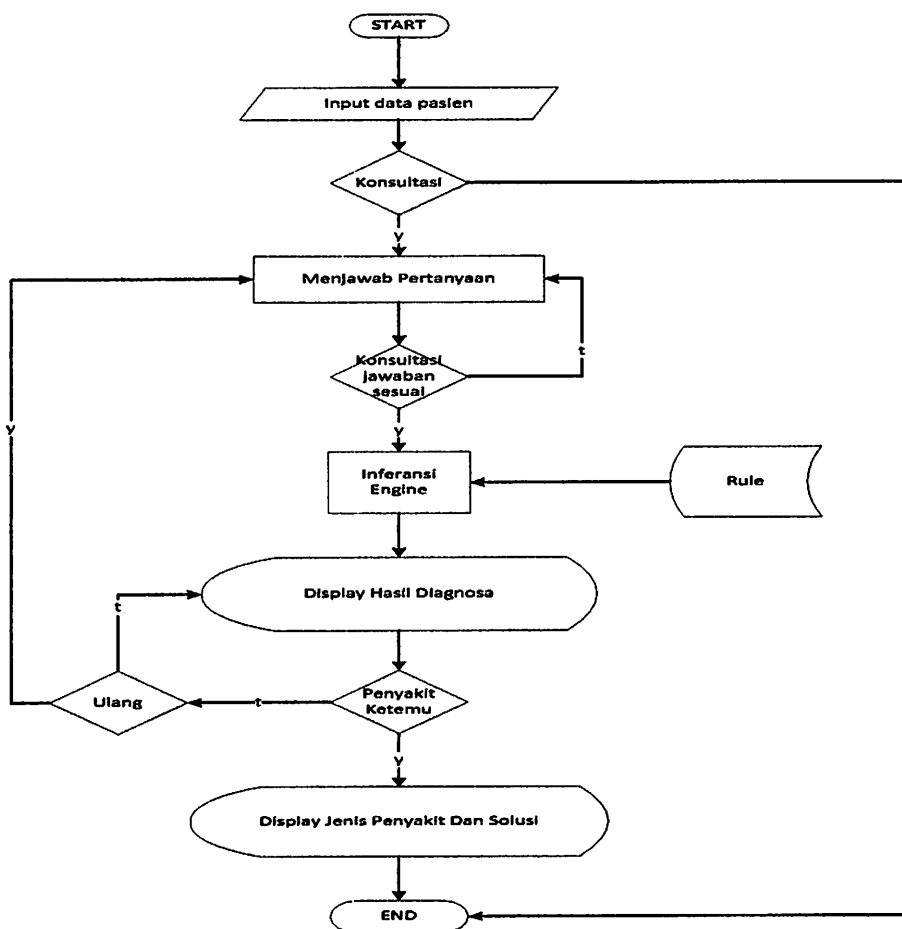 START
Input data pasien
Konsultasi
y
Menjawab Pertanyaan
Konsultasi
jawaban
sesuai
t
y
y
Inferansi
Engine
Rule
Display Hasil Diagnosa
t
Ulang
t
Penyakit
Ketemu
y
Display Jenis Penyakit Dan Solusi
END